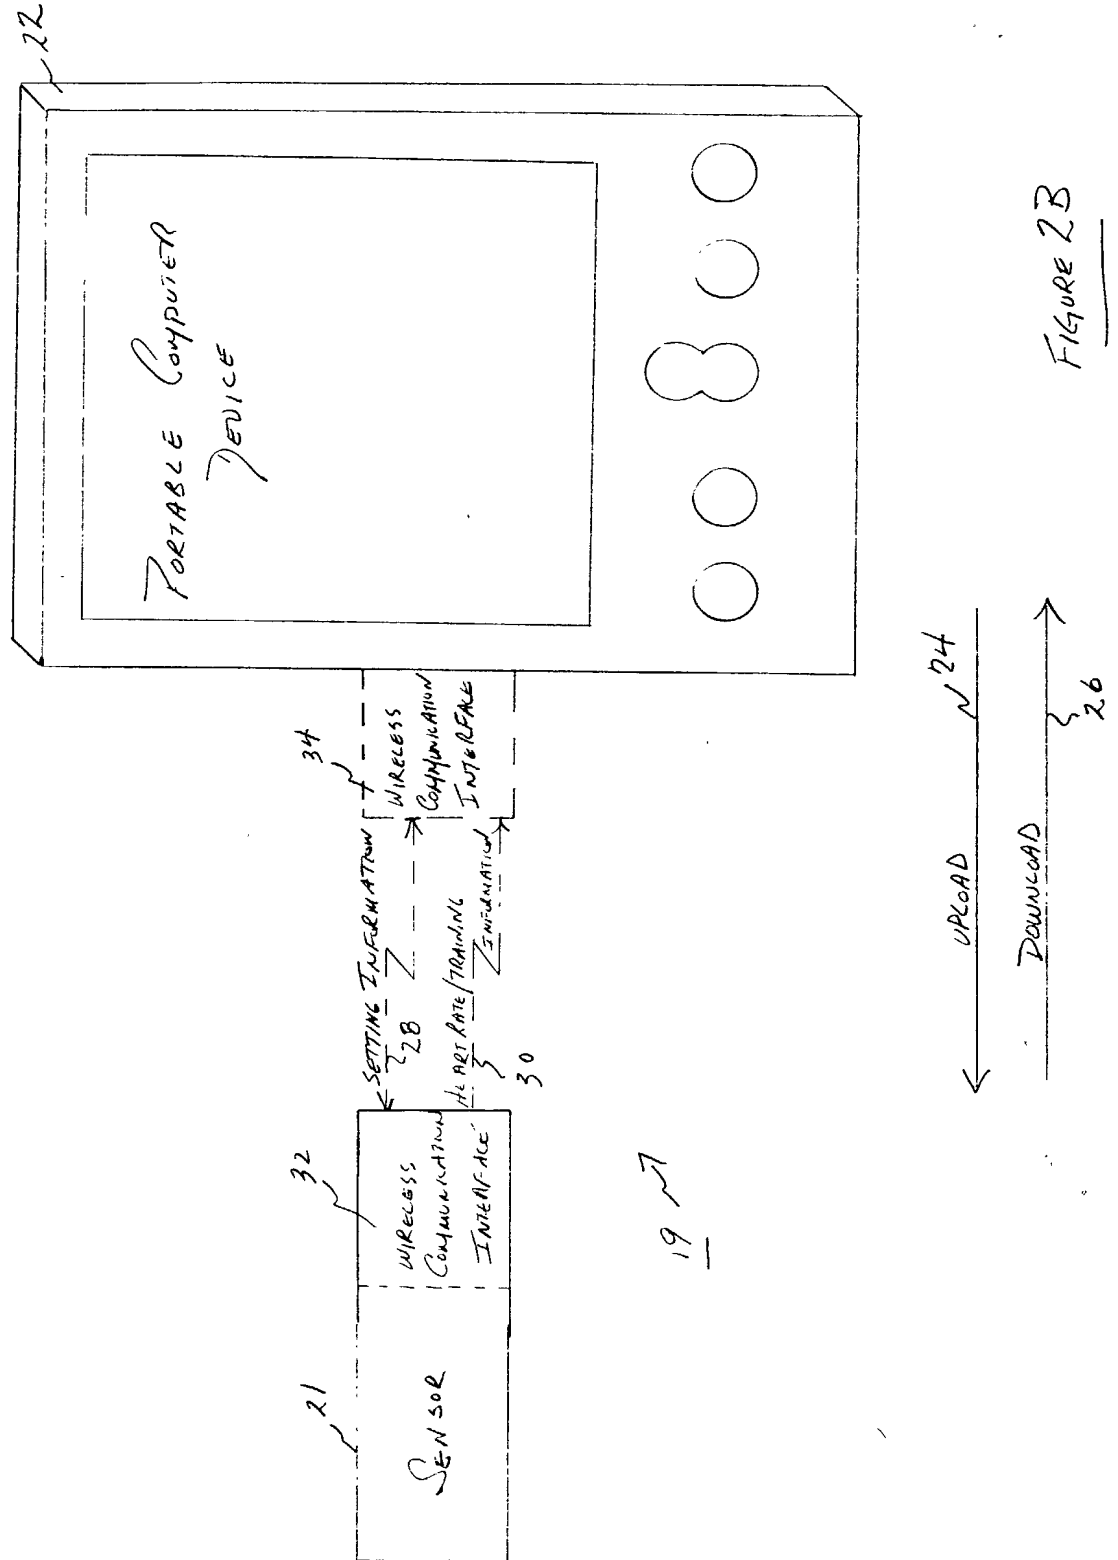 22
PORTABLE COMPUTER
DEVICE
34
WIRELESS
COMMUNICATION
INTERFACE
SETTING INFORMATION
28
HEART RATE/TRAINING
INFORMATION
30
32
WIRELESS
COMMUNICATION
INTERFACE
21
SENSOR
19
UPLOAD
24
DOWNLOAD
26
FIGURE 2B